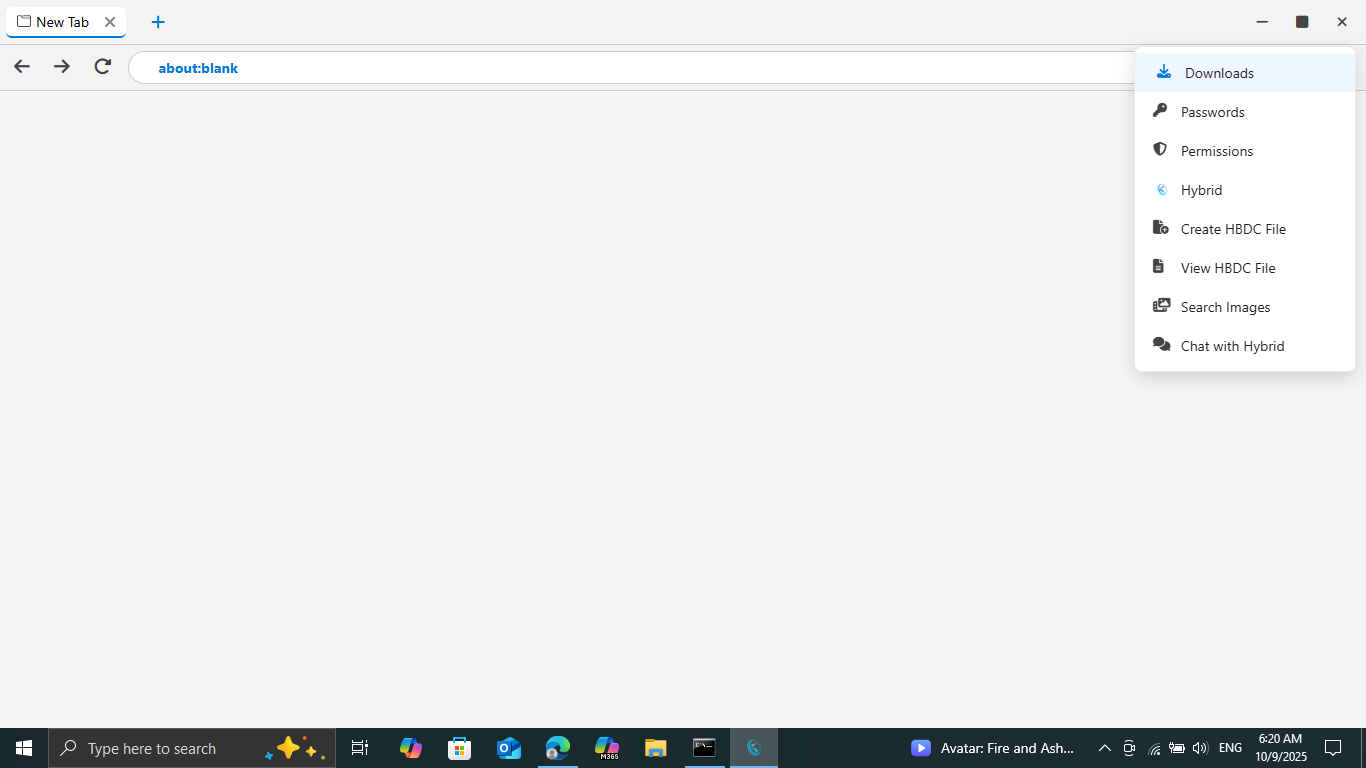 New Tab
about:blank
Downloads
Passwords
Permissions
Hybrid
Create HBDC File
View HBDC File
Search Images
Chat with Hybrid
Type here to search
M365
Avatar: Fire and Ash...
ENG
6:20 AM
10/9/2025